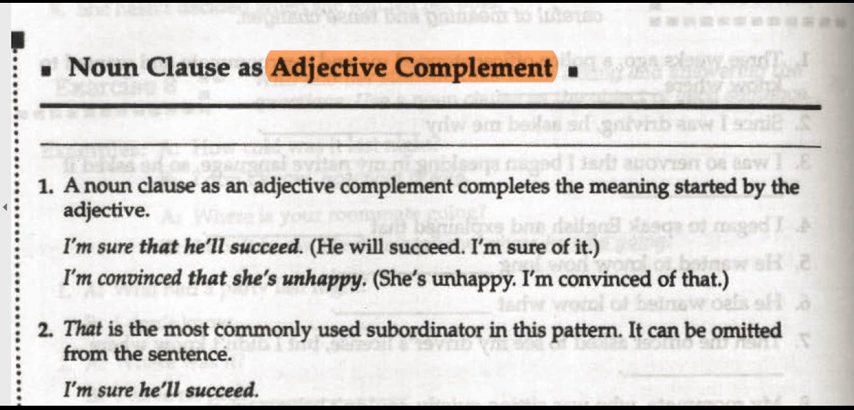 ▪ Noun Clause as Adjective Complement ▪
1. A noun clause as an adjective complement completes the meaning started by the
adjective.
I'm sure that he'll succeed. (He will succeed. I'm sure of it.)
I'm convinced that she's unhappy. (She's unhappy. I'm convinced of that.)
2. That is the most commonly used subordinator in this pattern. It can be omitted
from the sentence.
I'm sure he'll succeed.